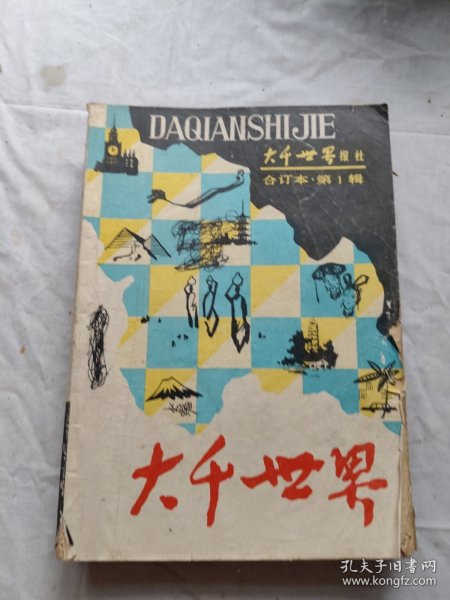 DAQIANSHIJIE
大千世界报社
合订本·第1辑
大千世界
孔夫子旧书网
www.kongfz.com